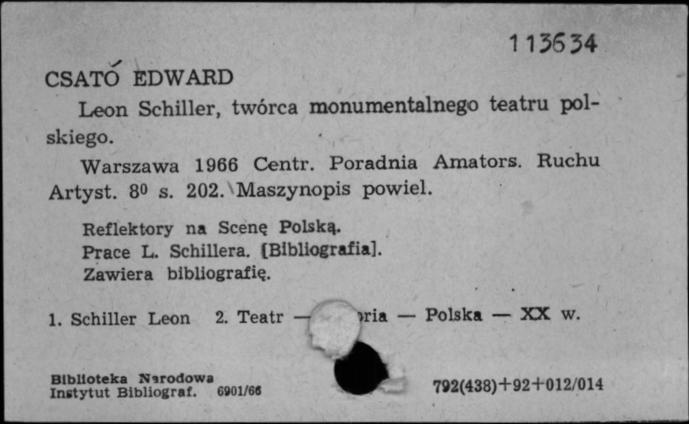 113634
CSATÓ EDWARD
Leon Schiller, twórca monumentalnego teatru pol-
skiego.
Warszawa 1966 Centr. Poradnia Amators. Ruchu
Artyst. 8⁰ s. 202. Maszynopis powiel.
Reflektory na Scenę Polską.
Prace L. Schillera. [Bibliografia].
Zawiera bibliografię.
1. Schiller Leon 2. Teatr — — Polska — XX w.
Biblioteka Narodowa
Instytut Bibliograf. 6901/66
792(438)+92+012/014